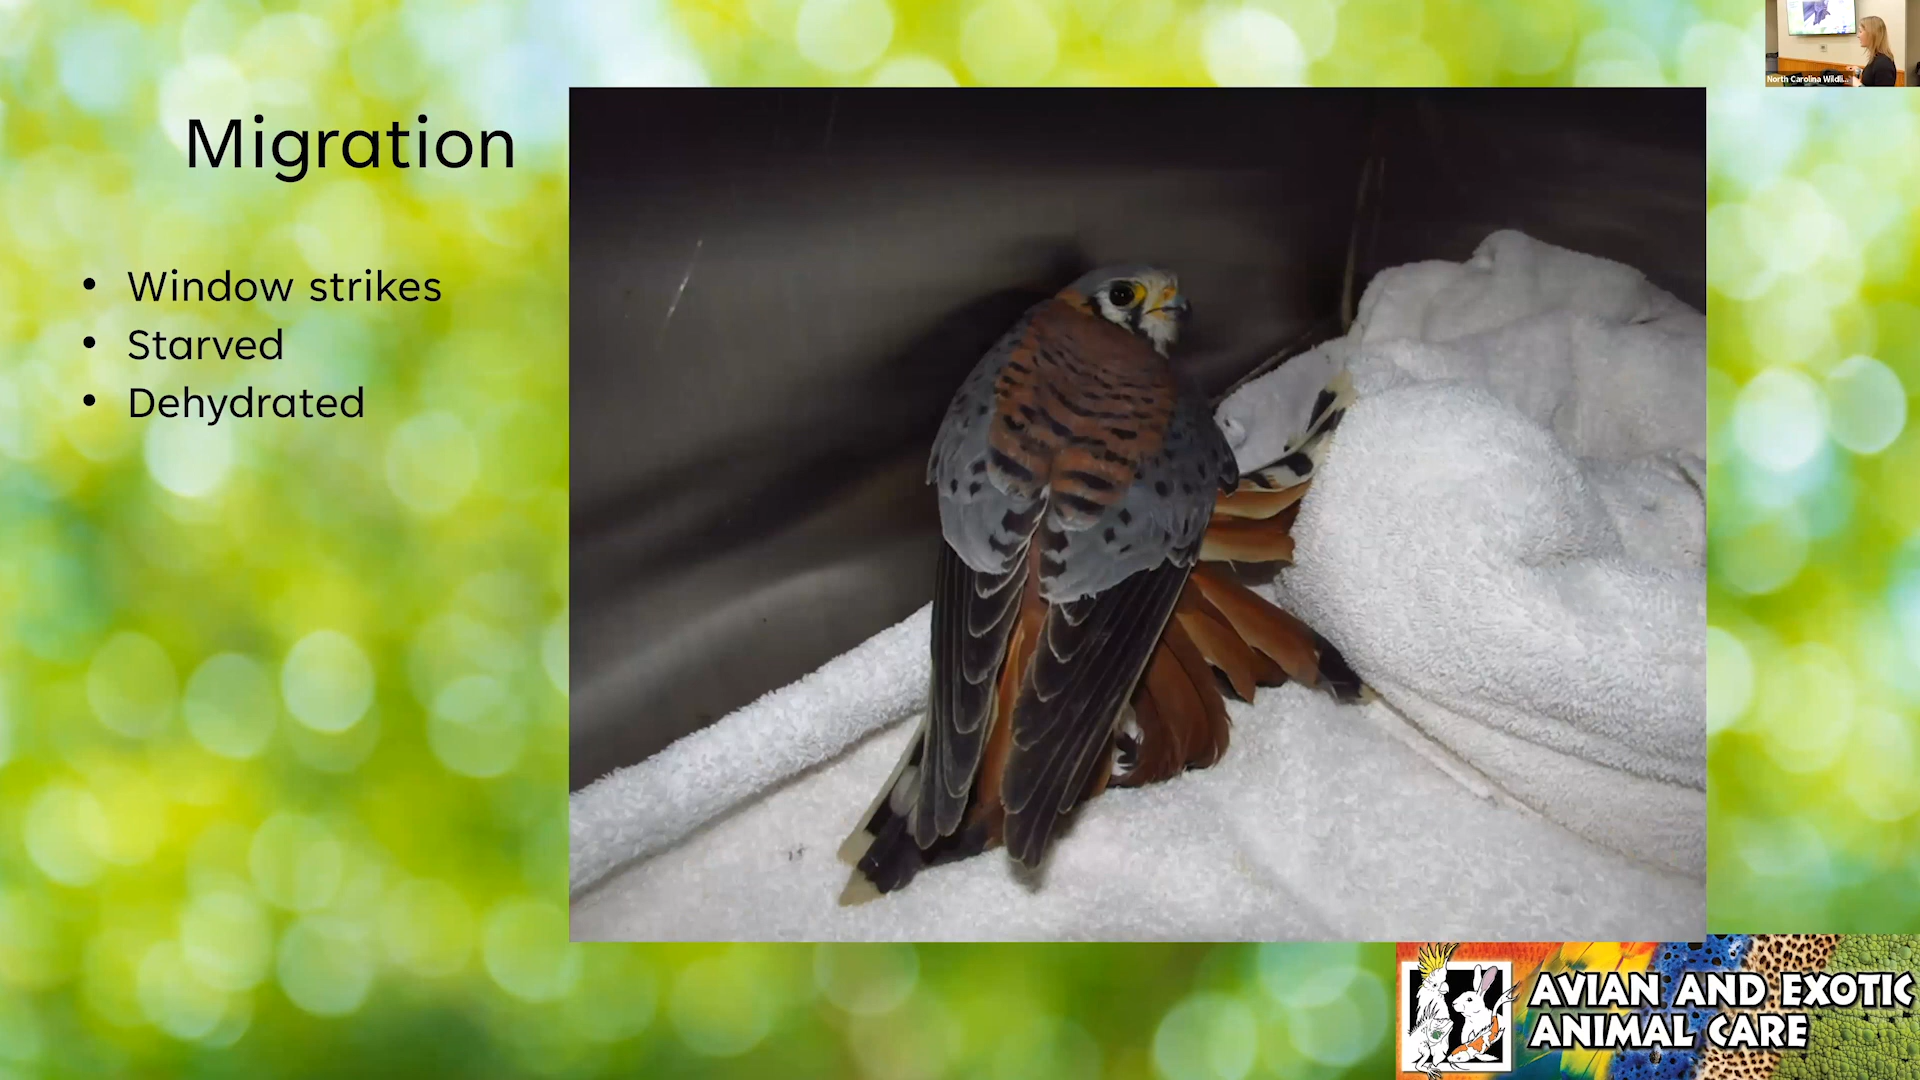 North Carolina Wildli...
Migration
• Window strikes
• Starved
• Dehydrated
AVIAN AND EXOTIC
ANIMAL CARE